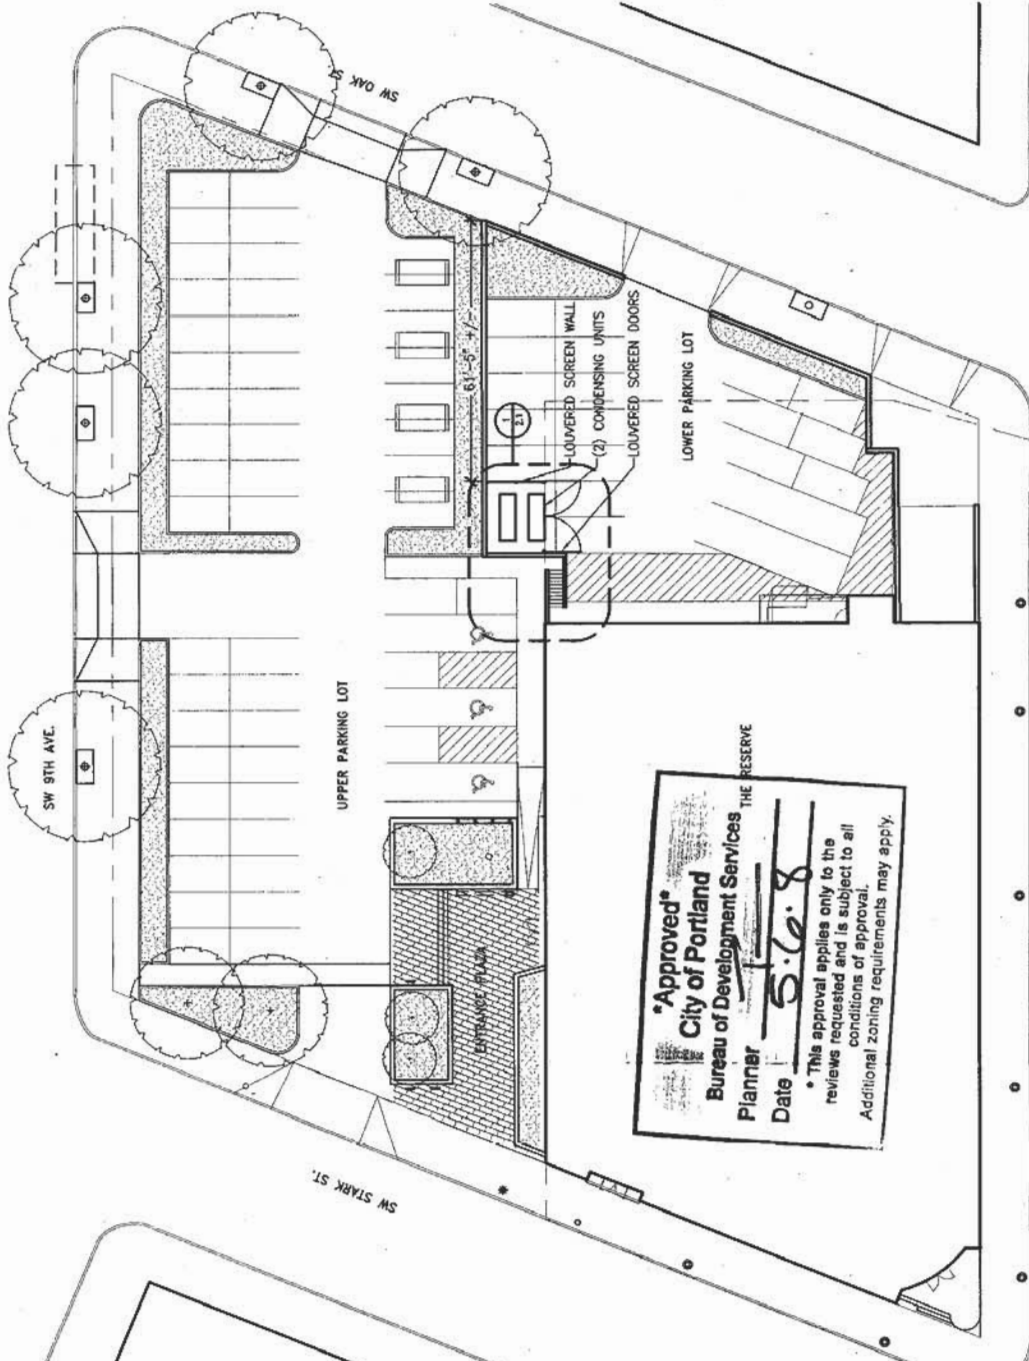 SW OAK ST.
SW 9TH AVE.
61'-5" +/-
1
2.1
LOUVERED SCREEN WALL
(2) CONDENSING UNITS
LOUVERED SCREEN DOORS
LOWER PARKING LOT
UPPER PARKING LOT
ENTRANCE PLAZA
THE RESERVE
SW STARK ST.
*Approved*
City of Portland
Bureau of Development Services
Planner
Date 5.6.8
* This approval applies only to the
reviews requested and is subject to all
conditions of approval.
Additional zoning requirements may apply.